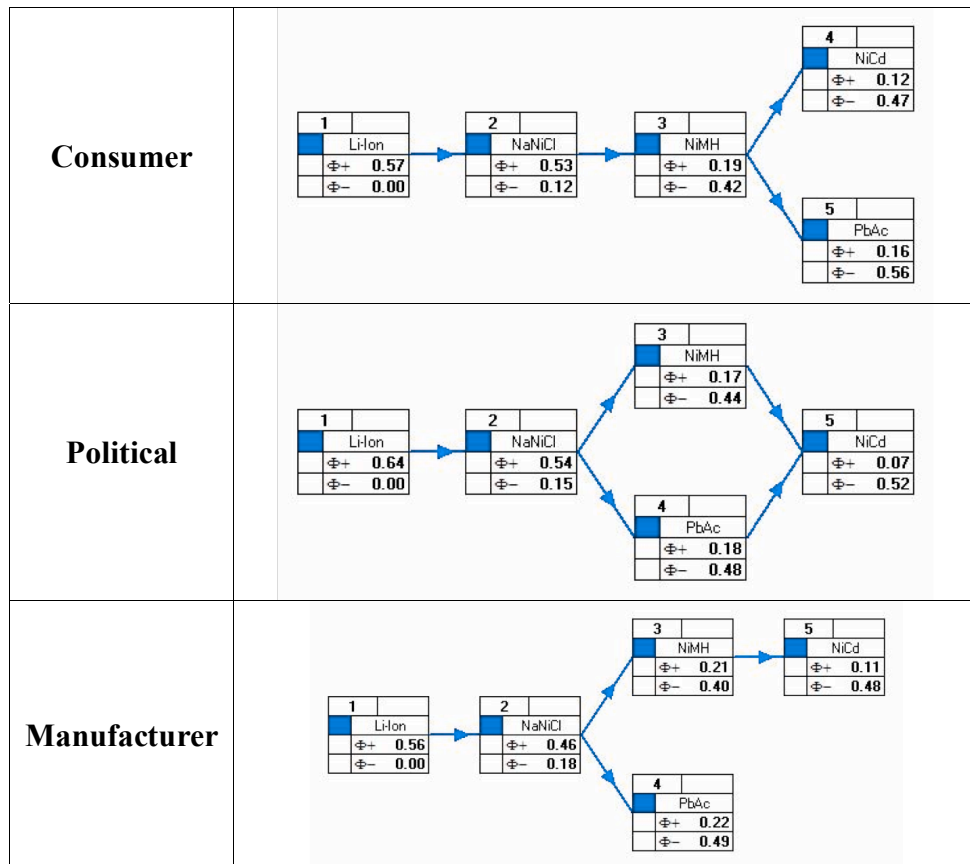 Consumer
1
Li-Ion
Φ+ 0.57
Φ− 0.00
2
NaNiCl
Φ+ 0.53
Φ− 0.12
3
NiMH
Φ+ 0.19
Φ− 0.42
4
NiCd
Φ+ 0.12
Φ− 0.47
5
PbAc
Φ+ 0.16
Φ− 0.56
Political
1
Li-Ion
Φ+ 0.64
Φ− 0.00
2
NaNiCl
Φ+ 0.54
Φ− 0.15
3
NiMH
Φ+ 0.17
Φ− 0.44
4
PbAc
Φ+ 0.18
Φ− 0.48
5
NiCd
Φ+ 0.07
Φ− 0.52
Manufacturer
1
Li-Ion
Φ+ 0.56
Φ− 0.00
2
NaNiCl
Φ+ 0.46
Φ− 0.18
3
NiMH
Φ+ 0.21
Φ− 0.40
5
NiCd
Φ+ 0.11
Φ− 0.48
4
PbAc
Φ+ 0.22
Φ− 0.49